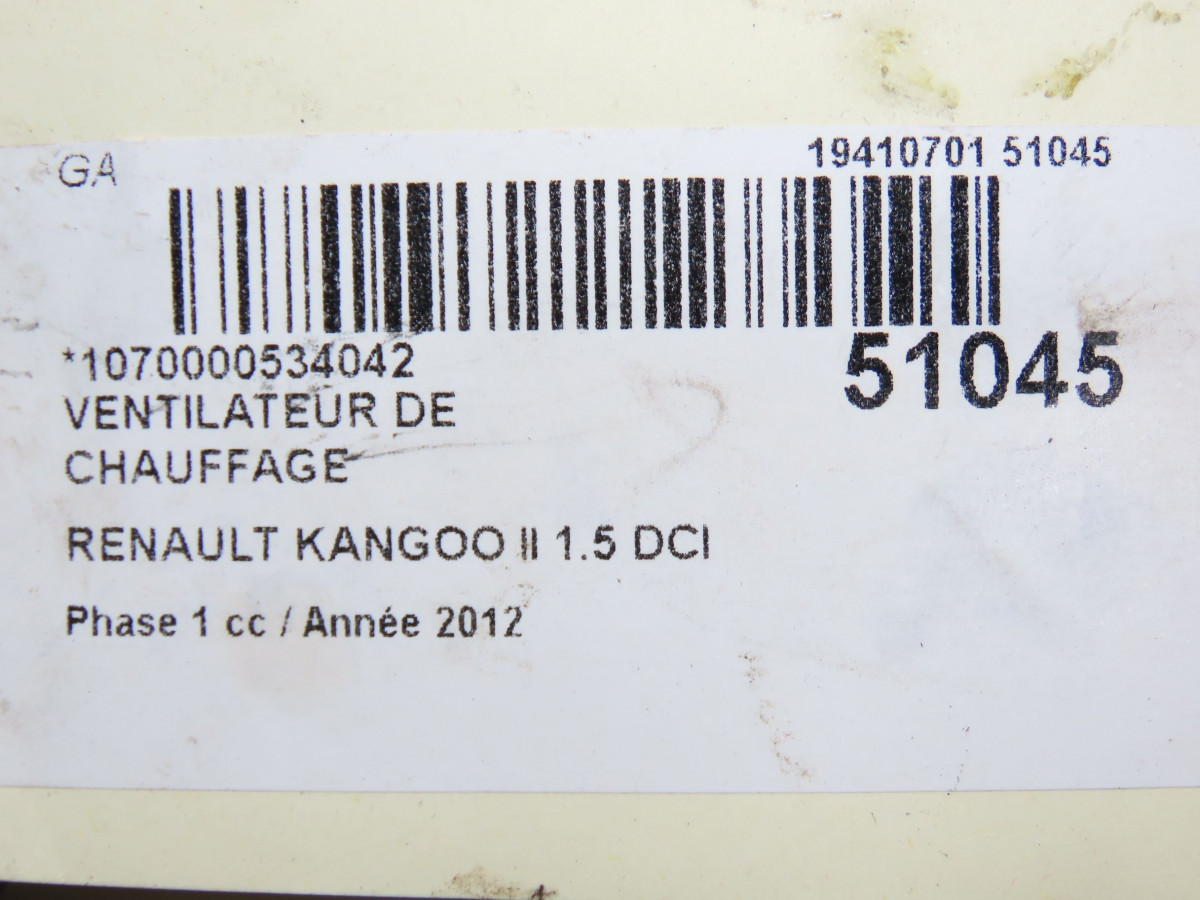 GA
19410701 51045
*1070000534042
51045
VENTILATEUR DE
CHAUFFAGE
RENAULT KANGOO II 1.5 DCI
Phase 1 cc / Année 2012